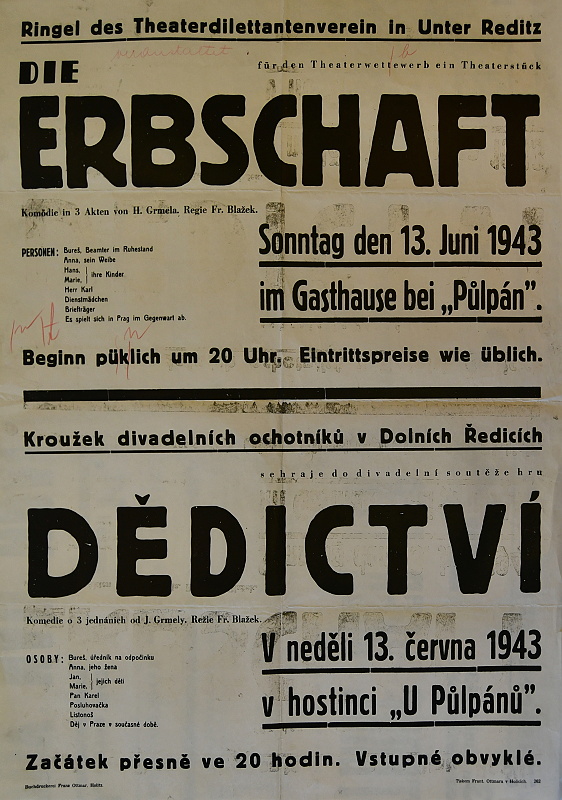 Ringel des Theaterdilettantenverein in Unter Reditz
veranstaltet
für den Theaterwettewerb ein Theaterstück
DIE
ERBSCHAFT
Komödie in 3 Akten von H. Grmela. Regie Fr. Blažek.
Sonntag den 13. Juni 1943
im Gasthause bei „Půlpán".
PERSONEN: Bureš, Beamter im Ruhestand
Anna, sein Weibe
Hans,
Marie, ihre Kinder
Herr Karl
Dienstmädchen
Briefträger
Es spielt sich in Prag im Gegenwart ab.
Beginn püklich um 20 Uhr. Eintrittspreise wie üblich.
Kroužek divadelních ochotníků v Dolních Ředicích
sehraje do divadelní soutěže hru
DĚDICTVÍ
Komedie o 3 jednáních od J. Grmely. Režie Fr. Blažek.
V neděli 13. června 1943
v hostinci „U Půlpánů".
OSOBY: Bureš, úředník na odpočinku
Anna, jeho žena
Jan,
Marie, jejich děti
Pan Karel
Posluhovačka
Listonoš
Děj v Praze v současné době.
Začátek přesně ve 20 hodin. Vstupné obvyklé.
Buchdruckerei Franz Ottmar, Holitz.
Tiskem Frant. Ottmara v Holicích. 262